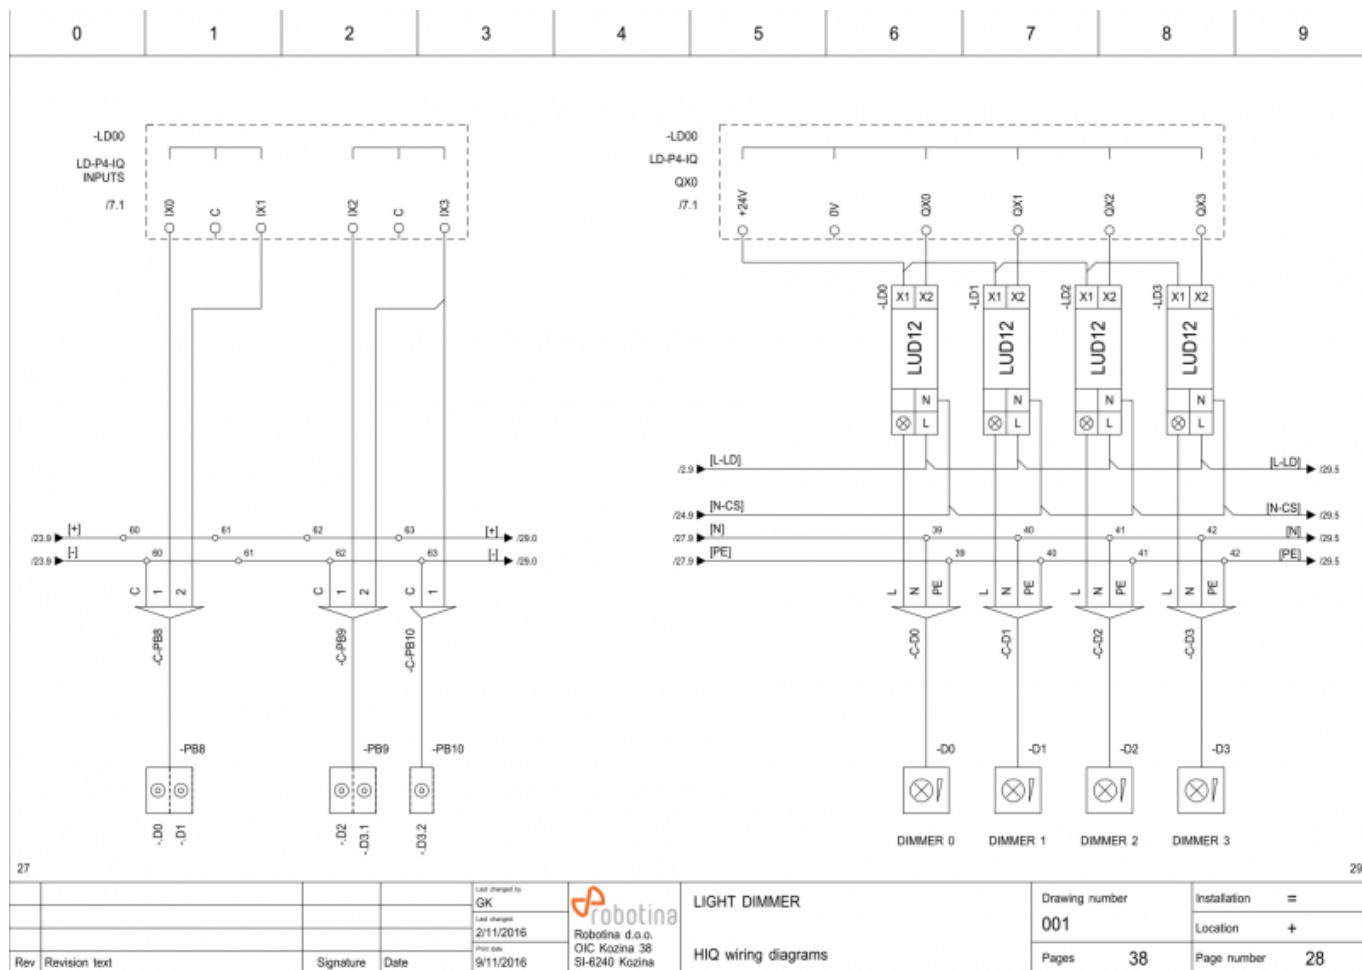 0 1 2 3 4 5 6 7 8 9
-LD00
LD-P4-IQ
INPUTS
/7.1
IX0 C IX1 IX2 C IX3
-LD00
LD-P4-IQ
QX0
/7.1
+24V 0V QX0 QX1 QX2 QX3
-LD0 X1 X2 -LD1 X1 X2 -LD2 X1 X2 -LD3 X1 X2
LUD12 LUD12 LUD12 LUD12
N N N N
L L L L
/2.9 [L-LD] [L-LD] /29.5
/24.9 [N-CS] [N-CS] /29.5
/23.9 [+] 60 61 62 63 [+] /29.0
/27.9 [N] 39 40 41 42 [N] /29.5
/23.9 [-] 60 61 62 63 [-] /29.0
/27.9 [PE] 39 40 41 42 [PE] /29.5
C 1 2 C 1 2 C 1
L N PE L N PE L N PE L N PE
-C-PB8 -C-PB9 -C-PB10
-C-D0 -C-D1 -C-D2 -C-D3
-PB8 -PB9 -PB10
-D0 -D1 -D2 -D3
-.D0 -.D1 -.D2 -.D3.1 -.D3.2
DIMMER 0 DIMMER 1 DIMMER 2 DIMMER 3
27 29
Last changed by
GK
Last changed
2/11/2016
Print date
9/11/2016
Rev Revision text Signature Date
robotina
Robotina d.o.o.
OIC Kozina 38
SI-6240 Kozina
LIGHT DIMMER
HIQ wiring diagrams
Drawing number
001
Pages 38
Installation =
Location +
Page number 28